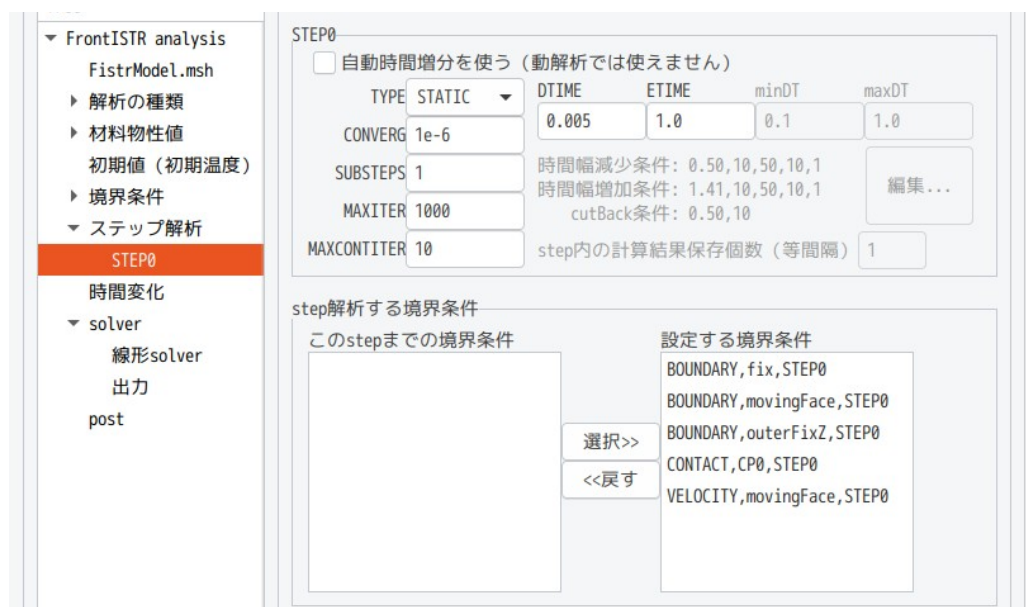 FrontISTR analysis
FistrModel.msh
解析の種類
材料物性値
初期値（初期温度）
境界条件
ステップ解析
STEP0
時間変化
solver
線形solver
出力
post
STEP0
自動時間増分を使う（動解析では使えません）
TYPE STATIC
CONVERG 1e-6
SUBSTEPS 1
MAXITER 1000
MAXCONTITER 10
DTIME ETIME minDT maxDT
0.005 1.0 0.1 1.0
時間幅減少条件: 0.50,10,50,10,1
時間幅増加条件: 1.41,10,50,10,1
cutBack条件: 0.50,10
編集...
step内の計算結果保存個数（等間隔） 1
step解析する境界条件
このstepまでの境界条件
選択>>
<<戻す
設定する境界条件
BOUNDARY,fix,STEP0
BOUNDARY,movingFace,STEP0
BOUNDARY,outerFixZ,STEP0
CONTACT,CP0,STEP0
VELOCITY,movingFace,STEP0